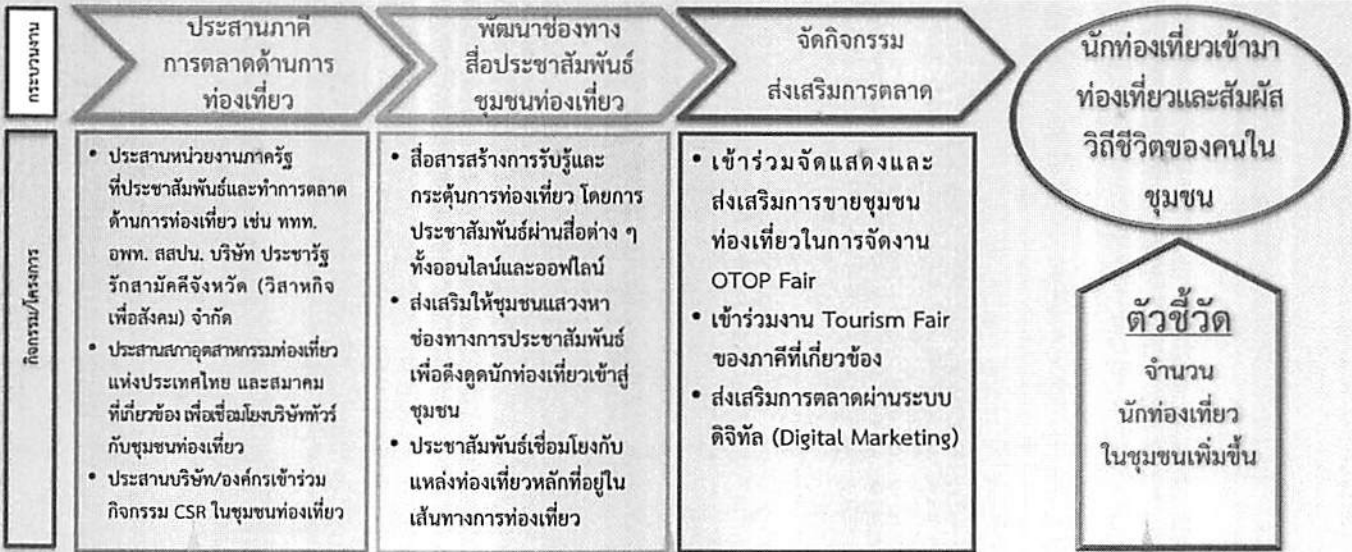 กระบวนงาน
ประสานภาคี
การตลาดด้านการ
ท่องเที่ยว
พัฒนาช่องทาง
สื่อประชาสัมพันธ์
ชุมชนท่องเที่ยว
จัดกิจกรรม
ส่งเสริมการตลาด
นักท่องเที่ยวเข้ามา
ท่องเที่ยวและสัมผัส
วิถีชีวิตของคนใน
ชุมชน
กิจกรรม/โครงการ
• ประสานหน่วยงานภาครัฐ
ที่ประชาสัมพันธ์และทำการตลาด
ด้านการท่องเที่ยว เช่น ททท.
อพท. สสปน. บริษัท ประชารัฐ
รักสามัคคีจังหวัด (วิสาหกิจ
เพื่อสังคม) จำกัด
• ประสานสภาอุตสาหกรรมท่องเที่ยว
แห่งประเทศไทย และสมาคม
ที่เกี่ยวข้อง เพื่อเชื่อมโยงบริษัททัวร์
กับชุมชนท่องเที่ยว
• ประสานบริษัท/องค์กรเข้าร่วม
กิจกรรม CSR ในชุมชนท่องเที่ยว
• สื่อสารสร้างการรับรู้และ
กระตุ้นการท่องเที่ยว โดยการ
ประชาสัมพันธ์ผ่านสื่อต่าง ๆ
ทั้งออนไลน์และออฟไลน์
• ส่งเสริมให้ชุมชนแสวงหา
ช่องทางการประชาสัมพันธ์
เพื่อดึงดูดนักท่องเที่ยวเข้าสู่
ชุมชน
• ประชาสัมพันธ์เชื่อมโยงกับ
แหล่งท่องเที่ยวหลักที่อยู่ใน
เส้นทางการท่องเที่ยว
• เข้าร่วมจัดแสดงและ
ส่งเสริมการขายชุมชน
ท่องเที่ยวในการจัดงาน
OTOP Fair
• เข้าร่วมงาน Tourism Fair
ของภาคีที่เกี่ยวข้อง
• ส่งเสริมการตลาดผ่านระบบ
ดิจิทัล (Digital Marketing)
ตัวชี้วัด
จำนวน
นักท่องเที่ยว
ในชุมชนเพิ่มขึ้น